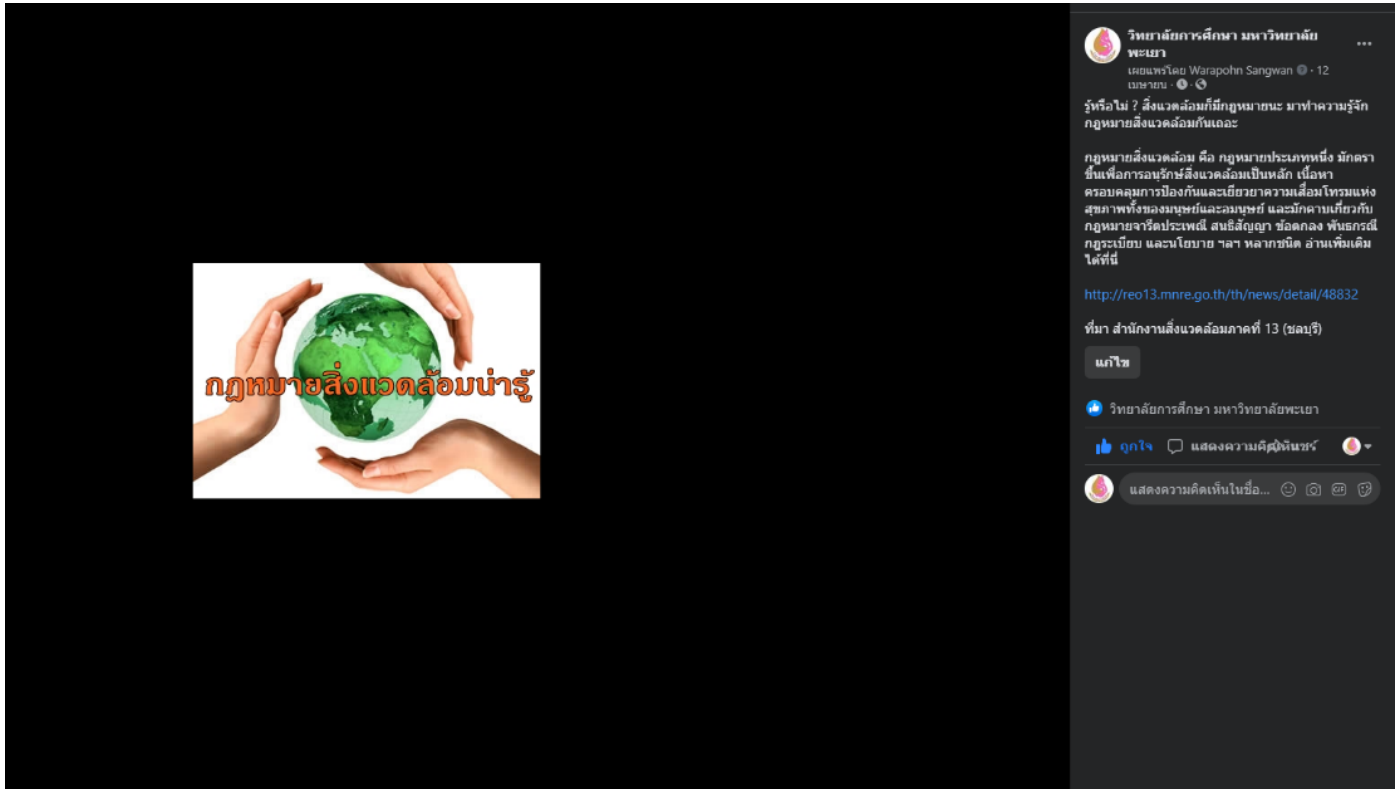 กฎหมายสิ่งแวดล้อมน่ารู้
วิทยาลัยการศึกษา มหาวิทยาลัย
พะเยา
เผยแพร่โดย Warapohn Sangwan · 12
เมษายน ·
รู้หรือไม่ ? สิ่งแวดล้อมก็มีกฎหมายนะ มาทำความรู้จัก
กฎหมายสิ่งแวดล้อมกันเถอะ
กฎหมายสิ่งแวดล้อม คือ กฎหมายประเภทหนึ่ง มักตรา
ขึ้นเพื่อการอนุรักษ์สิ่งแวดล้อมเป็นหลัก เนื้อหา
ครอบคลุมการป้องกันและเยียวยาความเสื่อมโทรมแห่ง
สุขภาพทั้งของมนุษย์และอมนุษย์ และมักคาบเกี่ยวกับ
กฎหมายจารีตประเพณี สนธิสัญญา ข้อตกลง พันธกรณี
กฎระเบียบ และนโยบาย ฯลฯ หลากชนิด อ่านเพิ่มเติม
ได้ที่นี่
http://reo13.mnre.go.th/th/news/detail/48832
ที่มา สำนักงานสิ่งแวดล้อมภาคที่ 13 (ชลบุรี)
แก้ไข
วิทยาลัยการศึกษา มหาวิทยาลัยพะเยา
ถูกใจ แสดงความคิดเห็น แชร์
แสดงความคิดเห็นในชื่อ... GIF